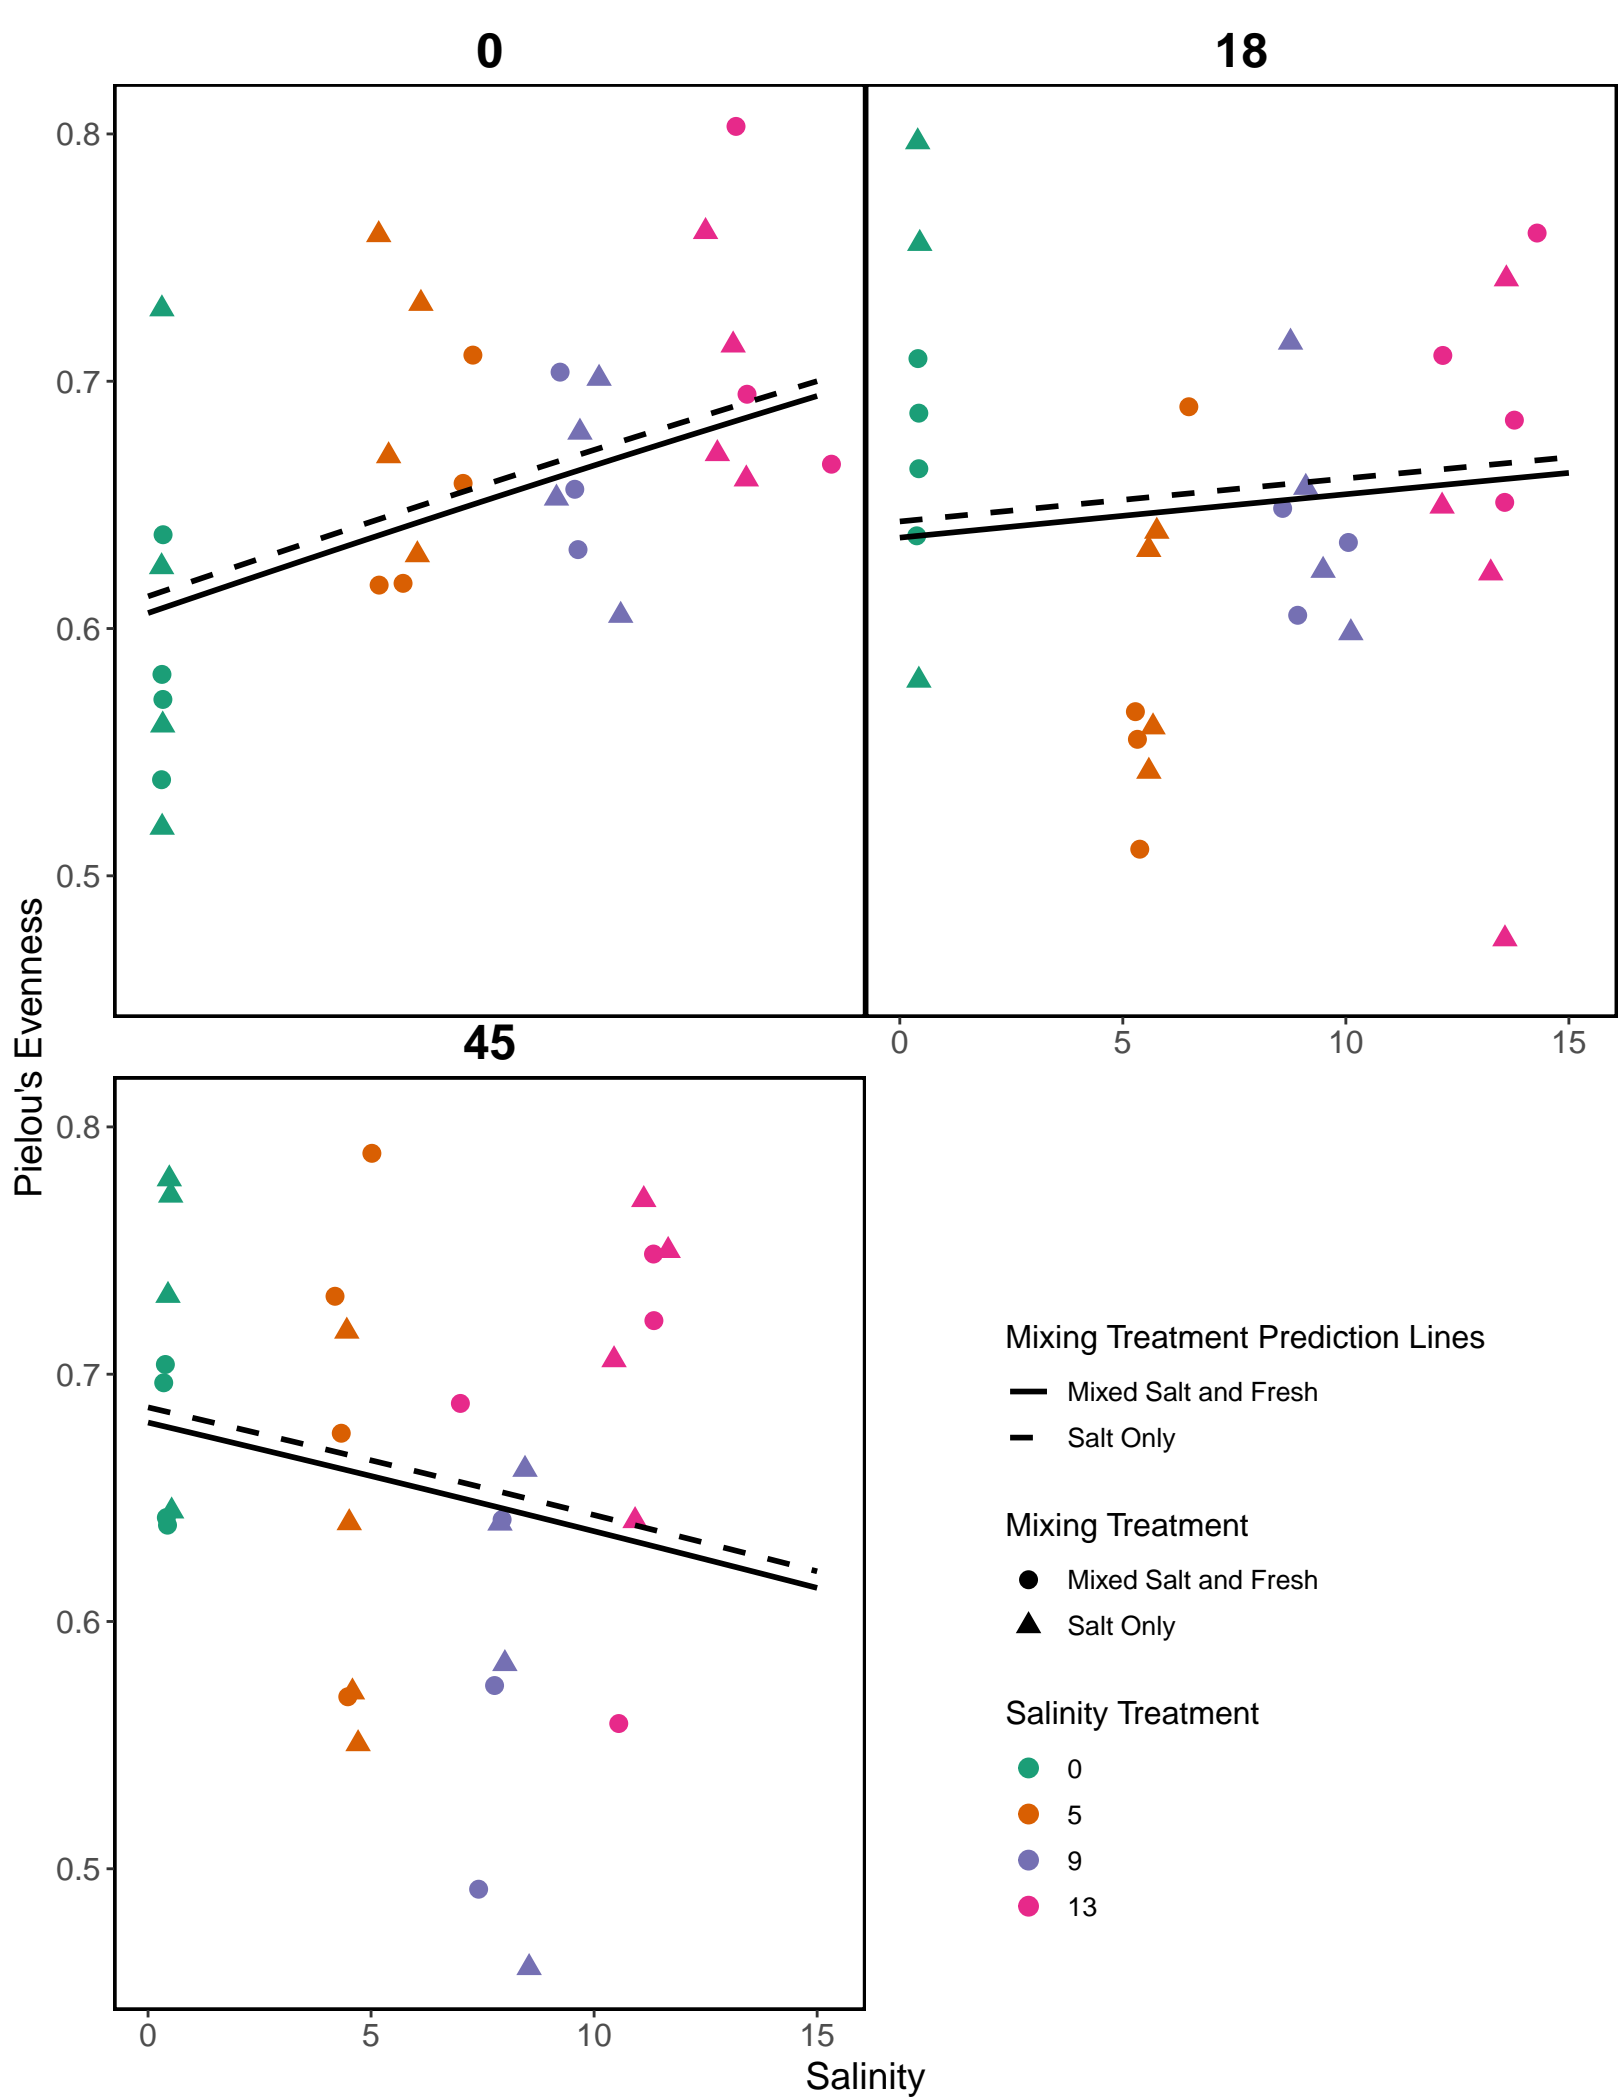 0
18
0.8
0.7
0.6
0.5
0 5 10 15
Pielou's Evenness
45
0.8
0.7
0.6
0.5
0 5 10 15
Salinity
Mixing Treatment Prediction Lines
Mixed Salt and Fresh
Salt Only
Mixing Treatment
Mixed Salt and Fresh
Salt Only
Salinity Treatment
0
5
9
13